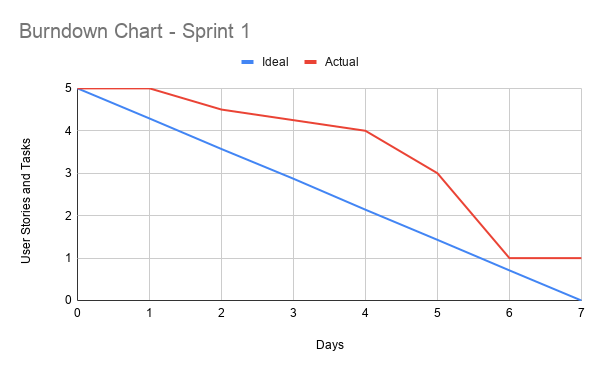 Burndown Chart - Sprint 1
Ideal Actual
User Stories and Tasks
5
4
3
2
1
0
0 1 2 3 4 5 6 7
Days